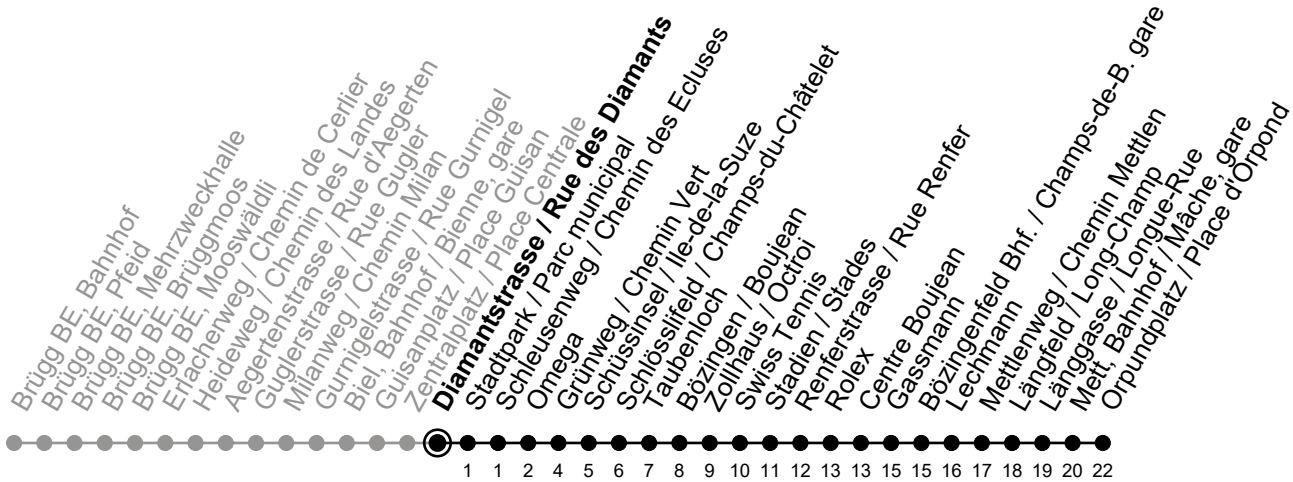 Brügg BE, Bahnhof
Brügg BE, Pfeid
Brügg BE, Mehrzweckhalle
Brügg BE, Brüggmoos
Brügg BE, Mooswäldi
Erlacherweg / Chemin de Cerlier
Heideweg / Chemin des Landes
Aegertenstrasse / Rue d'Aegerten
Guglerstrasse / Rue Gugler
Milanweg / Chemin Milan
Gurnigelstrasse / Rue Gurnigel
Biel, Bahnhof / Bienne, gare
Guisanplatz / Place Guisan
Zentralplatz / Place Centrale
Diamantstrasse / Rue des Diamants
Stadtpark / Parc municipal
Schleusenweg / Chemin des Ecluses
Omega
Grünweg / Chemin Vert
Schüssinsel / Ile-de-la-Suze
Schlösslifeld / Champs-du-Châtelet
Taubenloch
Bözingen / Boujean
Zollhaus / Octroi
Swiss Tennis
Stadien / Stades
Renferstrasse / Rue Renfer
Rolex
Centre Boujean
Gassmann
Bözingenfeld Bhf. / Champs-de-B. gare
Lechmann
Mettlenweg / Chemin Mettlen
Längfeld / Long-Champ
Länggasse / Longue-Rue
Mett, Bahnhof / Mâche, gare
Orpundplatz / Place d'Orpond
1 1 2 4 5 6 7 8 9 10 11 12 13 13 15 15 16 17 18 19 20 22